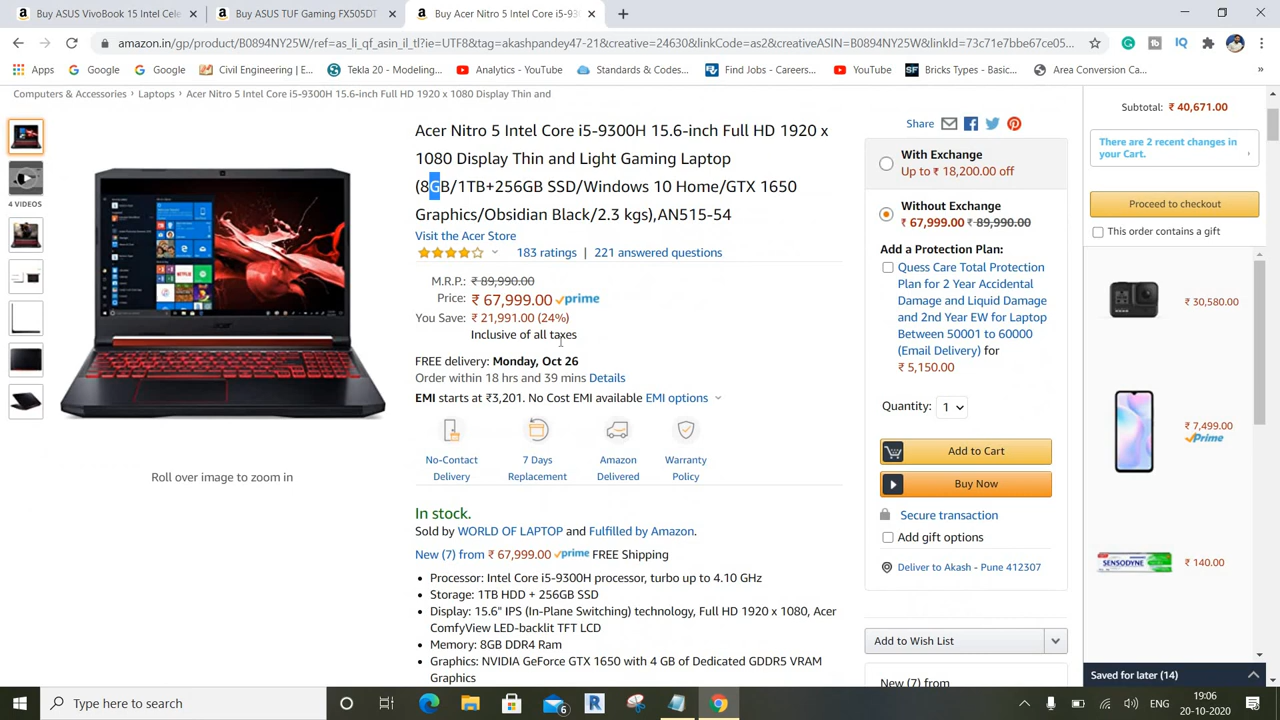 Buy ASUS VivoBook 15 Intel Cele
Buy ASUS TUF Gaming FX505DT
Buy Acer Nitro 5 Intel Core i5-93
amazon.in/gp/product/B0894NY25W/ref=as_li_qf_asin_il_tl?ie=UTF8&tag=akashpandey47-21&creative=24630&linkCode=as2&creativeASIN=B0894NY25W&linkId=73c71e7bbe67ce05...
Apps
Google
Google
Civil Engineering | E...
Tekla 20 - Modeling...
Analytics - YouTube
Standards & Codes...
Find Jobs - Careers...
YouTube
Bricks Types - Basic...
Area Conversion Ca...
Computers & Accessories › Laptops › Acer Nitro 5 Intel Core i5-9300H 15.6-inch Full HD 1920 x 1080 Display Thin and
4 VIDEOS
Roll over image to zoom in
Acer Nitro 5 Intel Core i5-9300H 15.6-inch Full HD 1920 x
1080 Display Thin and Light Gaming Laptop
(8GB/1TB+256GB SSD/Windows 10 Home/GTX 1650
Graphics/Obsidian Black/2.3 kgs),AN515-54
Visit the Acer Store
183 ratings | 221 answered questions
M.R.P.: ₹ 89,990.00
Price: ₹ 67,999.00 prime
You Save: ₹ 21,991.00 (24%)
Inclusive of all taxes
FREE delivery: Monday, Oct 26
Order within 18 hrs and 39 mins Details
EMI starts at ₹3,201. No Cost EMI available EMI options
No-Contact
Delivery
7 Days
Replacement
Amazon
Delivered
Warranty
Policy
In stock.
Sold by WORLD OF LAPTOP and Fulfilled by Amazon.
New (7) from ₹ 67,999.00 prime FREE Shipping
• Processor: Intel Core i5-9300H processor, turbo up to 4.10 GHz
• Storage: 1TB HDD + 256GB SSD
• Display: 15.6" IPS (In-Plane Switching) technology, Full HD 1920 x 1080, Acer
ComfyView LED-backlit TFT LCD
• Memory: 8GB DDR4 Ram
• Graphics: NVIDIA GeForce GTX 1650 with 4 GB of Dedicated GDDR5 VRAM
Graphics
Share
With Exchange
Up to ₹ 18,200.00 off
Without Exchange
₹ 67,999.00 ₹ 89,990.00
Add a Protection Plan:
Quess Care Total Protection
Plan for 2 Year Accidental
Damage and Liquid Damage
and 2nd Year EW for Laptop
Between 50001 to 60000
(Email Delivery) for
₹ 5,150.00
Quantity: 1
Add to Cart
Buy Now
Secure transaction
Add gift options
Deliver to Akash - Pune 412307
Add to Wish List
New (7) from
Subtotal: ₹ 40,671.00
There are 2 recent changes in
your Cart.
Proceed to checkout
This order contains a gift
₹ 30,580.00
₹ 7,499.00
Prime
SENSODYNE
₹ 140.00
Saved for later (14)
Type here to search
6
ENG
19:06
20-10-2020